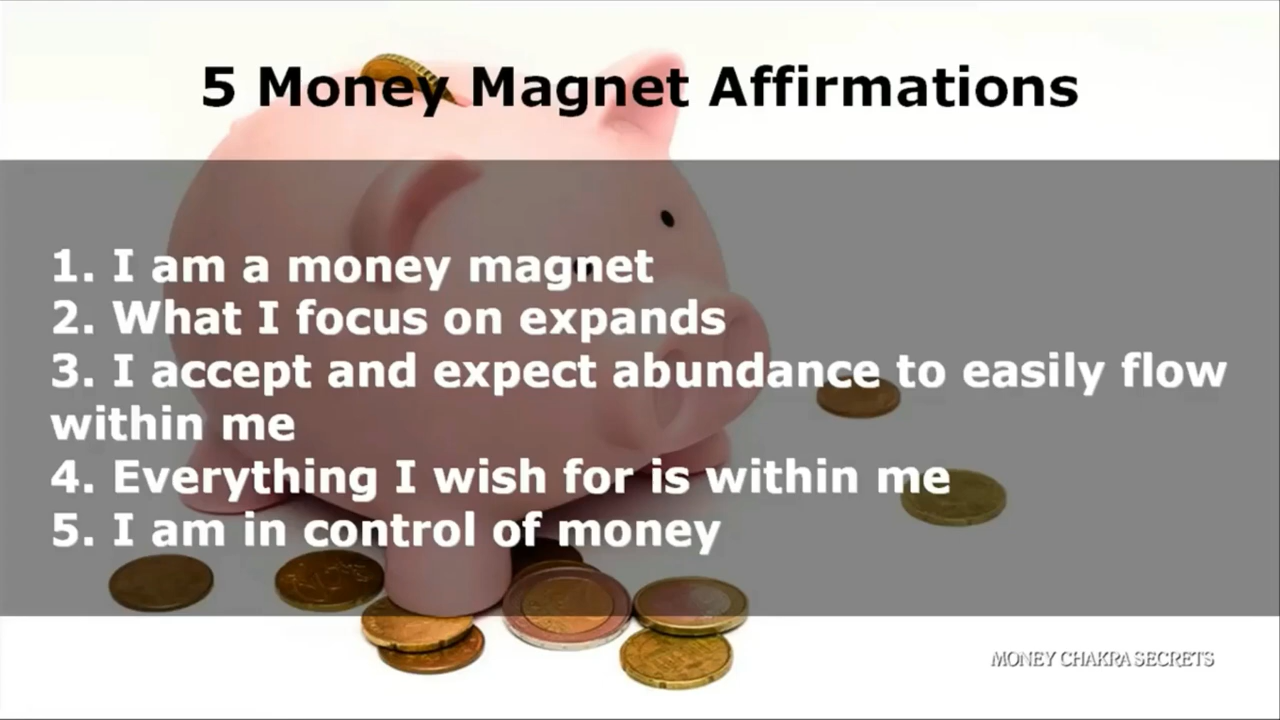 5 Money Magnet Affirmations
1. I am a money magnet
2. What I focus on expands
3. I accept and expect abundance to easily flow
within me
4. Everything I wish for is within me
5. I am in control of money
MONEY CHAKRA SECRETS